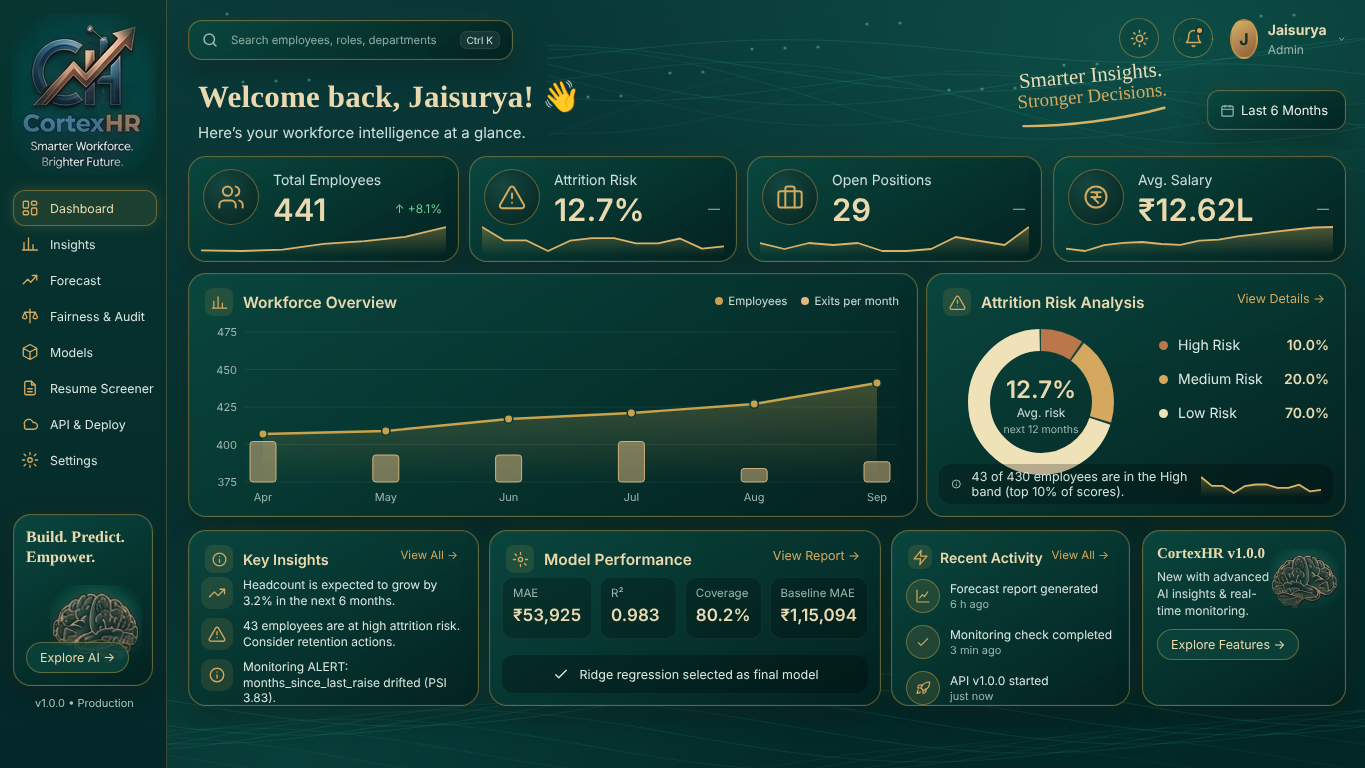 CortexHR
Smarter Workforce.
Brighter Future.
Dashboard
Insights
Forecast
Fairness & Audit
Models
Resume Screener
API & Deploy
Settings
Build. Predict.
Empower.
Explore AI →
v1.0.0 • Production
Search employees, roles, departments Ctrl K
J Jaisurya
Admin
Welcome back, Jaisurya! 👋
Here's your workforce intelligence at a glance.
Smarter Insights.
Stronger Decisions.
Last 6 Months
Total Employees
441 ↑ +8.1%
Attrition Risk
12.7% —
Open Positions
29 —
Avg. Salary
₹12.62L —
Workforce Overview
Employees Exits per month
475
450
425
400
375
Apr May Jun Jul Aug Sep
Attrition Risk Analysis View Details →
12.7%
Avg. risk
next 12 months
High Risk 10.0%
Medium Risk 20.0%
Low Risk 70.0%
43 of 430 employees are in the High
band (top 10% of scores).
Key Insights View All →
Headcount is expected to grow by
3.2% in the next 6 months.
43 employees are at high attrition risk.
Consider retention actions.
Monitoring ALERT:
months_since_last_raise drifted (PSI
3.83).
Model Performance View Report →
MAE
₹53,925
R²
0.983
Coverage
80.2%
Baseline MAE
₹1,15,094
Ridge regression selected as final model
Recent Activity View All →
Forecast report generated
6 h ago
Monitoring check completed
3 min ago
API v1.0.0 started
just now
CortexHR v1.0.0
New with advanced
AI insights & real-
time monitoring.
Explore Features →